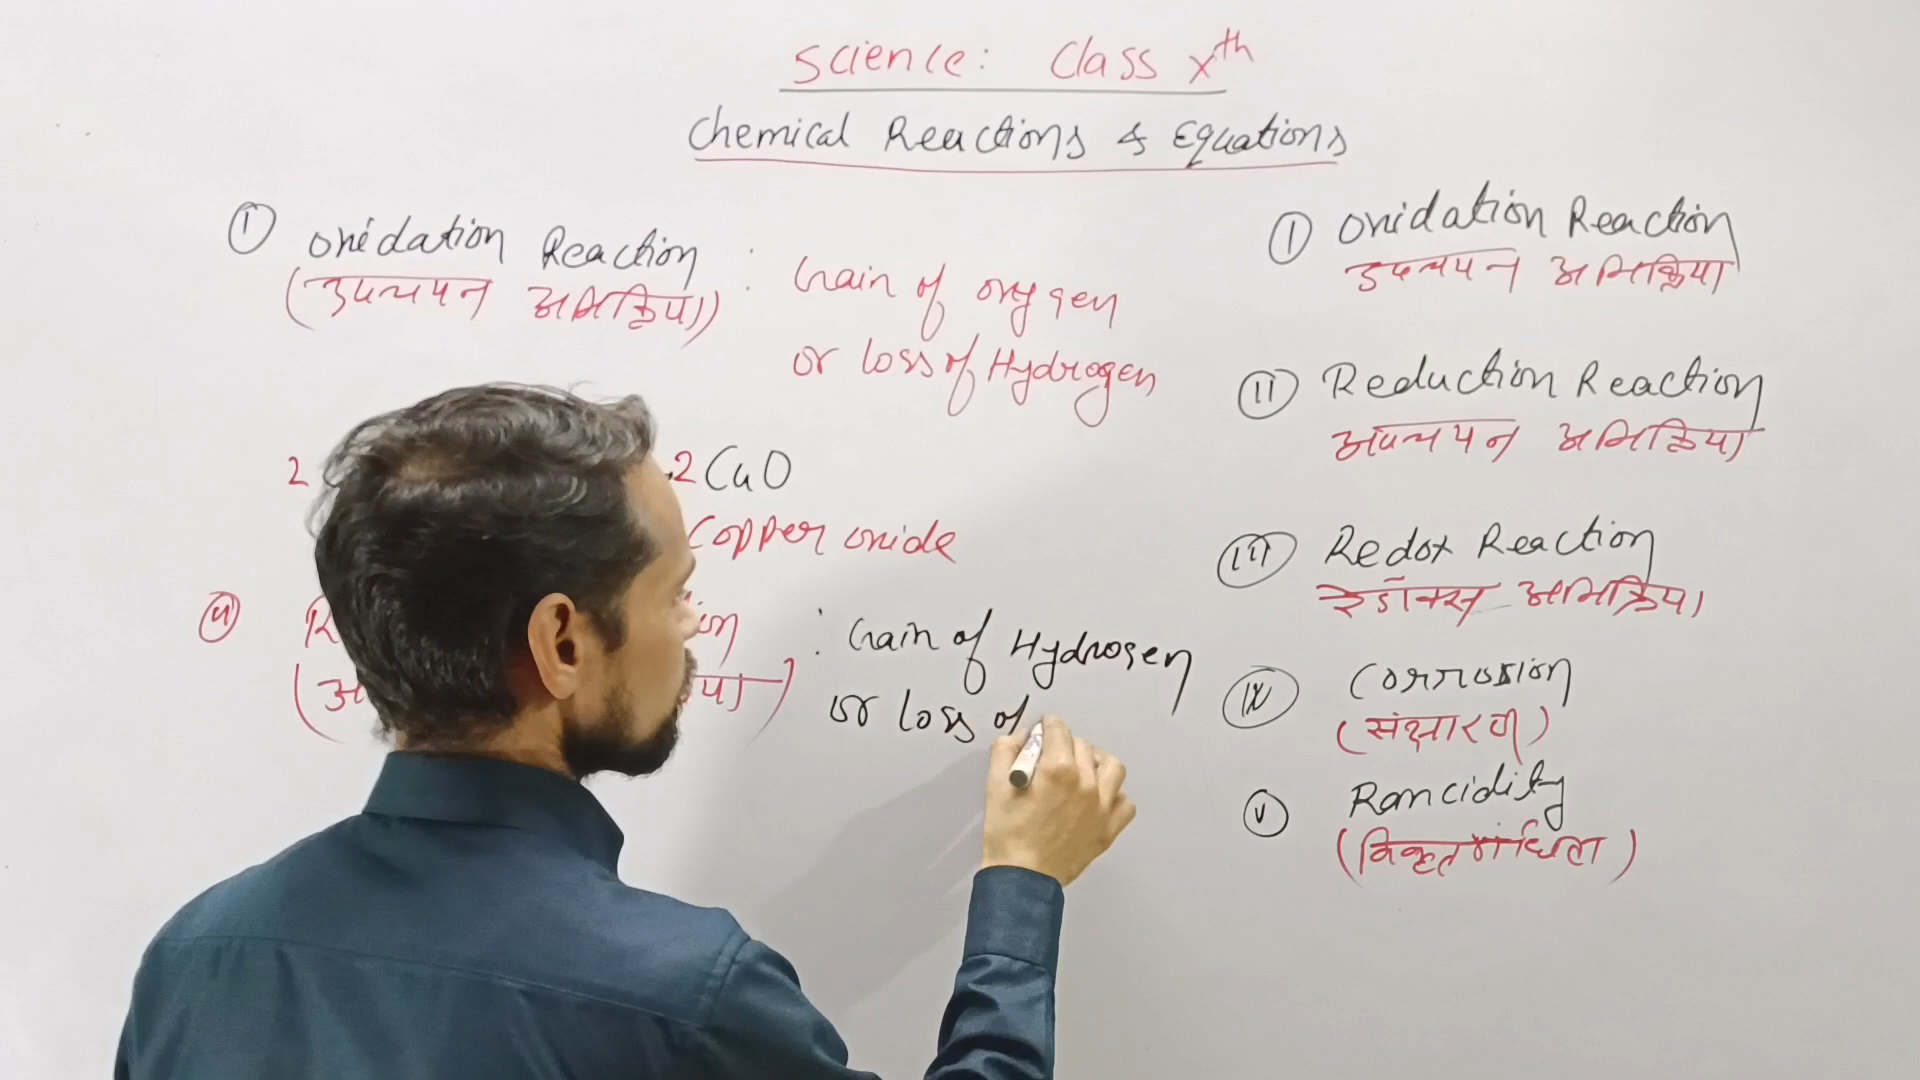 Science: Class Xth
Chemical Reactions & Equations
I Oxidation Reaction :
(उपचयन अभिक्रिया)
Gain of oxygen
or loss of Hydrogen
2
2CuO
Copper oxide
II
: Gain of Hydrogen
or loss of
I Oxidation Reaction
उपचयन अभिक्रिया
II Reduction Reaction
अपचयन अभिक्रिया
III Redox Reaction
रेडॉक्स अभिक्रिया
IV Corrosion
(संक्षारण)
V Rancidity
(विकृतगंधिता)